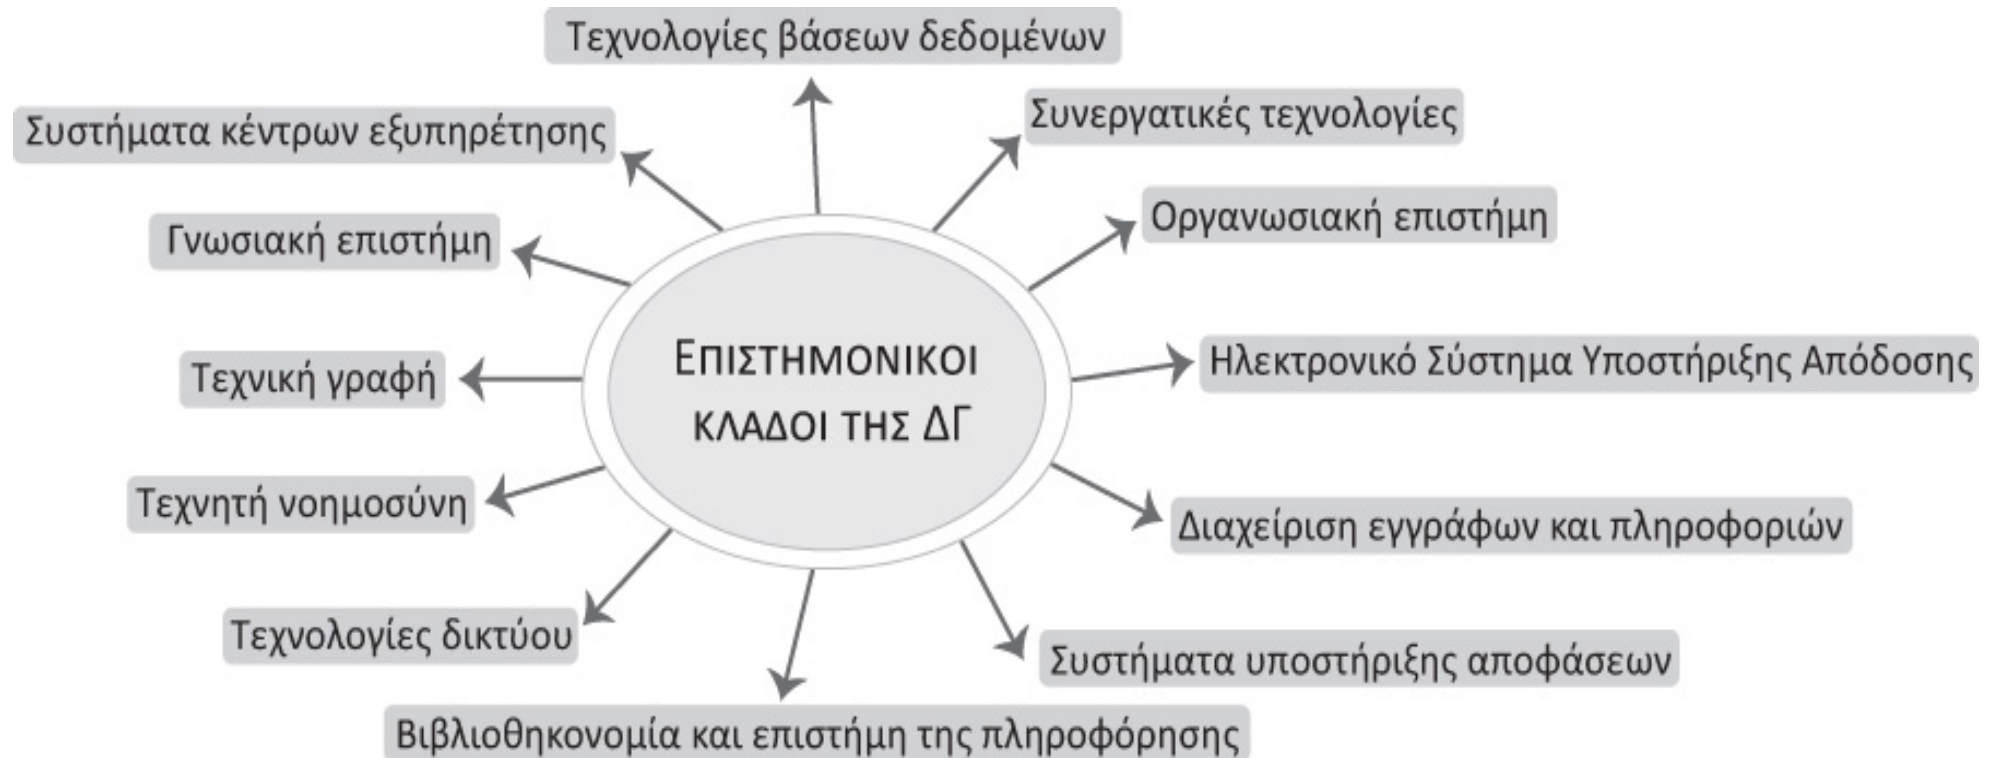 Τεχνολογίες βάσεων δεδομένων
Συνεργατικές τεχνολογίες
Συστήματα κέντρων εξυπηρέτησης
Οργανωσιακή επιστήμη
Γνωσιακή επιστήμη
ΕΠΙΣΤΗΜΟΝΙΚΟΙ
ΚΛΑΔΟΙ ΤΗΣ ΔΓ
Ηλεκτρονικό Σύστημα Υποστήριξης Απόδοσης
Τεχνική γραφή
Τεχνητή νοημοσύνη
Διαχείριση εγγράφων και πληροφοριών
Τεχνολογίες δικτύου
Συστήματα υποστήριξης αποφάσεων
Βιβλιοθηκονομία και επιστήμη της πληροφόρησης